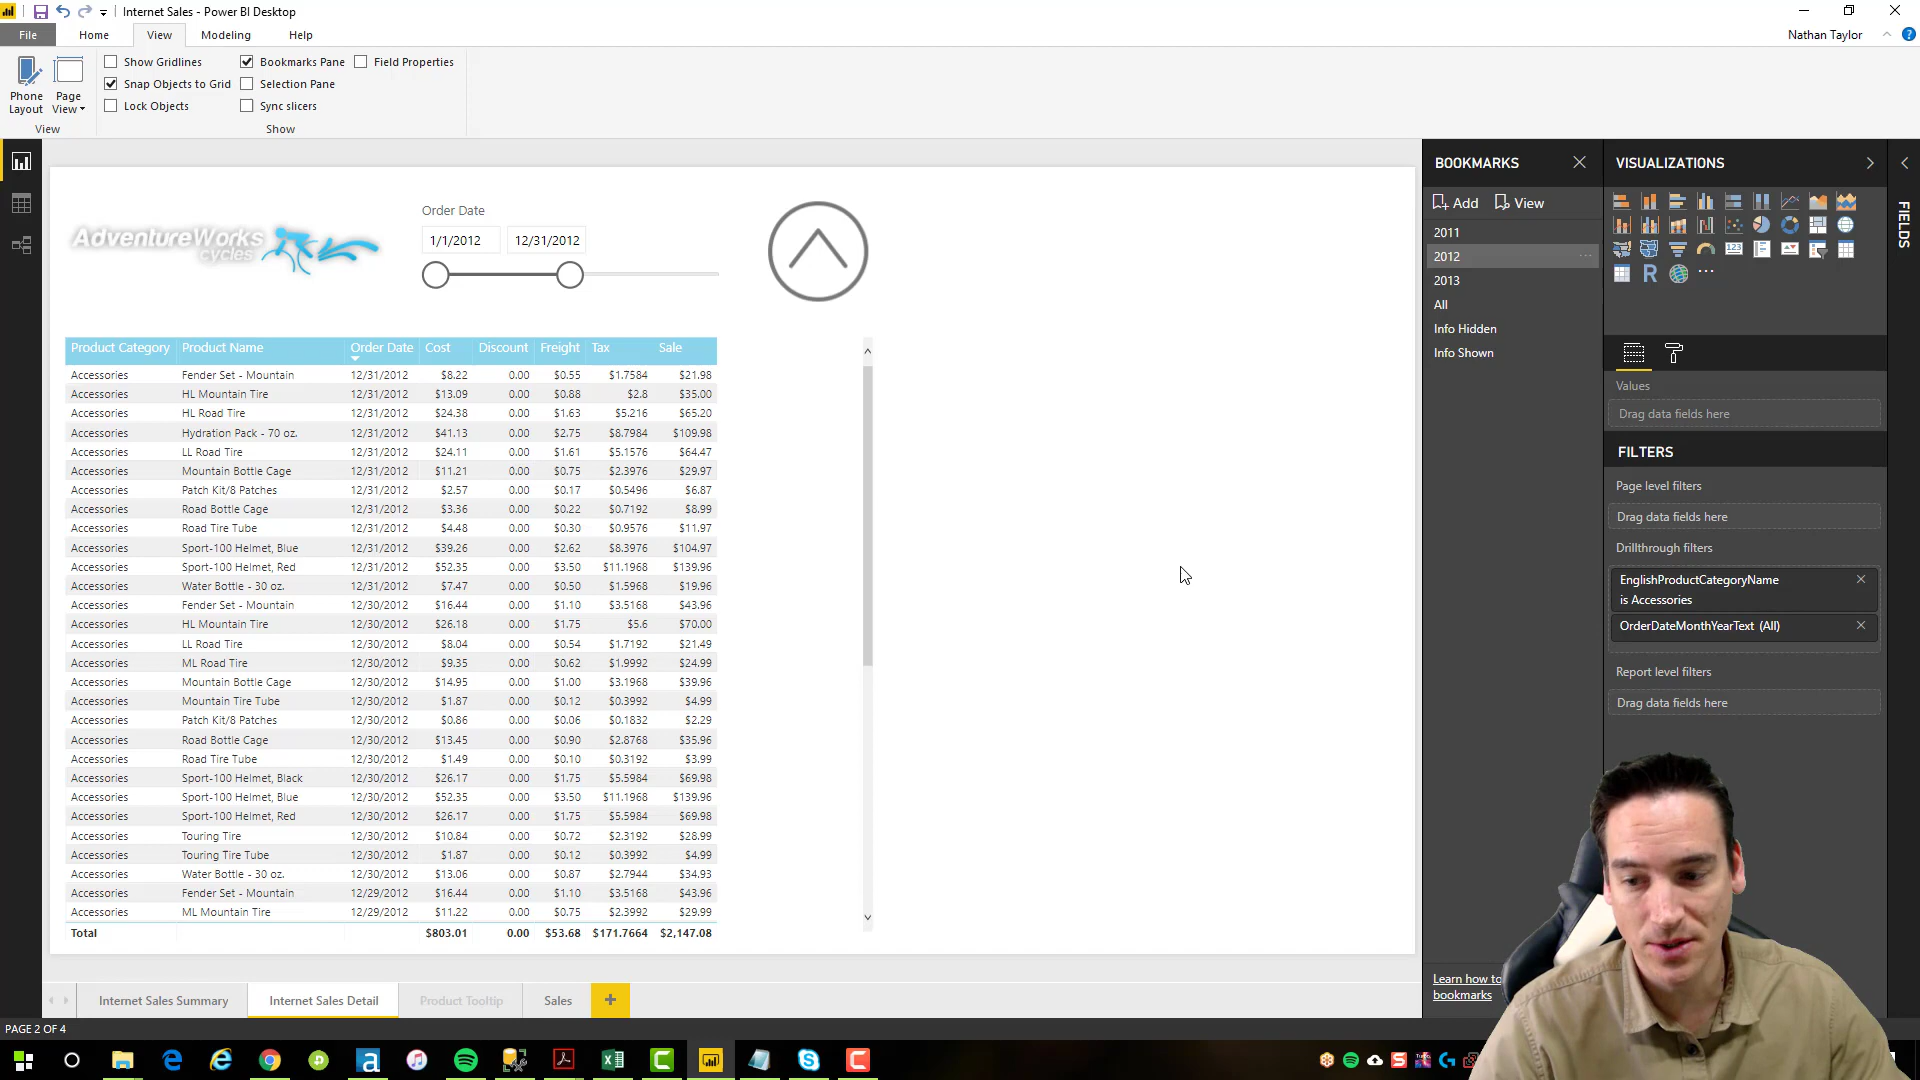 Internet Sales - Power BI Desktop
File Home View Modeling Help Nathan Taylor
Show Gridlines Bookmarks Pane Field Properties
Snap Objects to Grid Selection Pane
Lock Objects Sync slicers
Phone Layout Page View
View Show
BOOKMARKS VISUALIZATIONS
FIELDS
Add View
2011
2012
2013
All
Info Hidden
Info Shown
Learn how to
bookmarks
Values
Drag data fields here
FILTERS
Page level filters
Drag data fields here
Drillthrough filters
EnglishProductCategoryName
is Accessories
OrderDateMonthYearText (All)
Report level filters
Drag data fields here
AdventureWorks
cycles
Order Date
1/1/2012 12/31/2012
Product Category Product Name Order Date Cost Discount Freight Tax Sale
Accessories Fender Set - Mountain 12/31/2012 $8.22 0.00 $0.55 $1.7584 $21.98
Accessories HL Mountain Tire 12/31/2012 $13.09 0.00 $0.88 $2.8 $35.00
Accessories HL Road Tire 12/31/2012 $24.38 0.00 $1.63 $5.216 $65.20
Accessories Hydration Pack - 70 oz. 12/31/2012 $41.13 0.00 $2.75 $8.7984 $109.98
Accessories LL Road Tire 12/31/2012 $24.11 0.00 $1.61 $5.1576 $64.47
Accessories Mountain Bottle Cage 12/31/2012 $11.21 0.00 $0.75 $2.3976 $29.97
Accessories Patch Kit/8 Patches 12/31/2012 $2.57 0.00 $0.17 $0.5496 $6.87
Accessories Road Bottle Cage 12/31/2012 $3.36 0.00 $0.22 $0.7192 $8.99
Accessories Road Tire Tube 12/31/2012 $4.48 0.00 $0.30 $0.9576 $11.97
Accessories Sport-100 Helmet, Blue 12/31/2012 $39.26 0.00 $2.62 $8.3976 $104.97
Accessories Sport-100 Helmet, Red 12/31/2012 $52.35 0.00 $3.50 $11.1968 $139.96
Accessories Water Bottle - 30 oz. 12/31/2012 $7.47 0.00 $0.50 $1.5968 $19.96
Accessories Fender Set - Mountain 12/30/2012 $16.44 0.00 $1.10 $3.5168 $43.96
Accessories HL Mountain Tire 12/30/2012 $26.18 0.00 $1.75 $5.6 $70.00
Accessories LL Road Tire 12/30/2012 $8.04 0.00 $0.54 $1.7192 $21.49
Accessories ML Road Tire 12/30/2012 $9.35 0.00 $0.62 $1.9992 $24.99
Accessories Mountain Bottle Cage 12/30/2012 $14.95 0.00 $1.00 $3.1968 $39.96
Accessories Mountain Tire Tube 12/30/2012 $1.87 0.00 $0.12 $0.3992 $4.99
Accessories Patch Kit/8 Patches 12/30/2012 $0.86 0.00 $0.06 $0.1832 $2.29
Accessories Road Bottle Cage 12/30/2012 $13.45 0.00 $0.90 $2.8768 $35.96
Accessories Road Tire Tube 12/30/2012 $1.49 0.00 $0.10 $0.3192 $3.99
Accessories Sport-100 Helmet, Black 12/30/2012 $26.17 0.00 $1.75 $5.5984 $69.98
Accessories Sport-100 Helmet, Blue 12/30/2012 $52.35 0.00 $3.50 $11.1968 $139.96
Accessories Sport-100 Helmet, Red 12/30/2012 $26.17 0.00 $1.75 $5.5984 $69.98
Accessories Touring Tire 12/30/2012 $10.84 0.00 $0.72 $2.3192 $28.99
Accessories Touring Tire Tube 12/30/2012 $1.87 0.00 $0.12 $0.3992 $4.99
Accessories Water Bottle - 30 oz. 12/30/2012 $13.06 0.00 $0.87 $2.7944 $34.93
Accessories Fender Set - Mountain 12/29/2012 $16.44 0.00 $1.10 $3.5168 $43.96
Accessories ML Mountain Tire 12/29/2012 $11.22 0.00 $0.75 $2.3992 $29.99
Total $803.01 0.00 $53.68 $171.7664 $2,147.08
Internet Sales Summary Internet Sales Detail Product Tooltip Sales
PAGE 2 OF 4